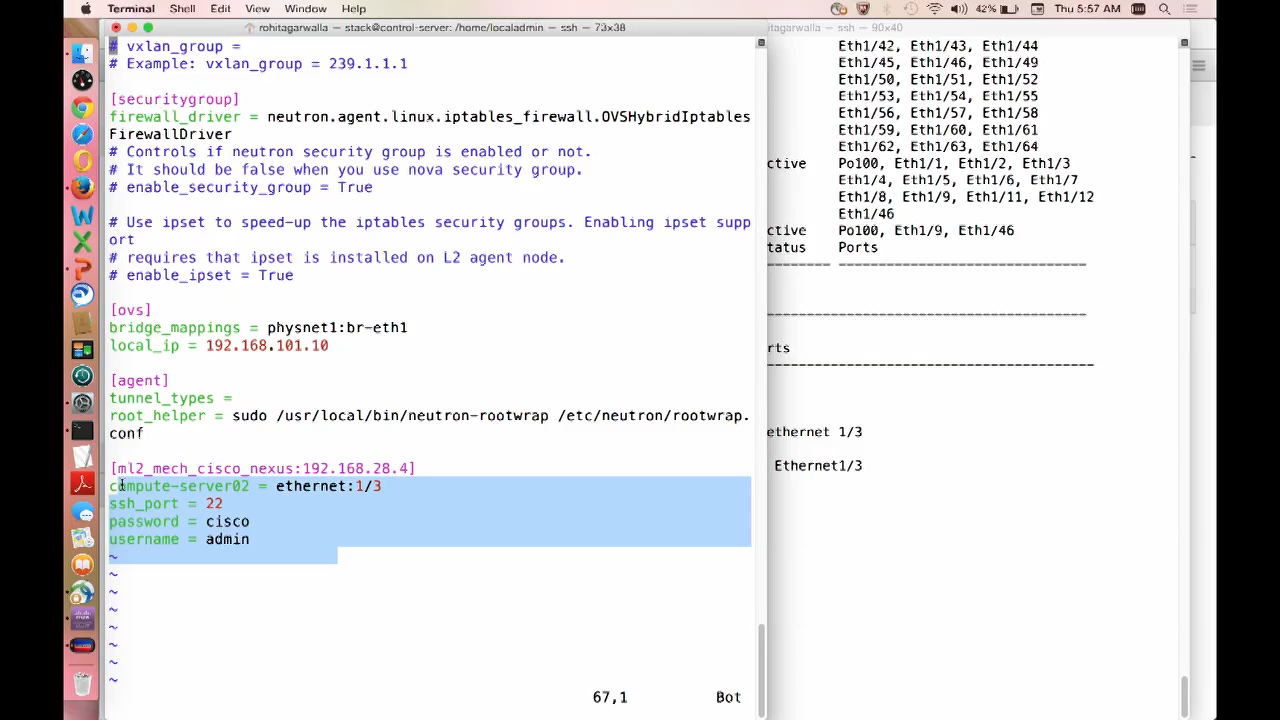 Terminal Shell Edit View Window Help 42% Thu 5:57 AM
rohitagarwalla — stack@control-server: /home/localadmin — ssh — 73×38
itagarwalla — ssh — 90×40
# vxlan_group =
# Example: vxlan_group = 239.1.1.1
[securitygroup]
firewall_driver = neutron.agent.linux.iptables_firewall.OVSHybridIptables
FirewallDriver
# Controls if neutron security group is enabled or not.
# It should be false when you use nova security group.
# enable_security_group = True
# Use ipset to speed-up the iptables security groups. Enabling ipset supp
ort
# requires that ipset is installed on L2 agent node.
# enable_ipset = True
[ovs]
bridge_mappings = physnet1:br-eth1
local_ip = 192.168.101.10
[agent]
tunnel_types =
root_helper = sudo /usr/local/bin/neutron-rootwrap /etc/neutron/rootwrap.
conf
[ml2_mech_cisco_nexus:192.168.28.4]
compute-server02 = ethernet:1/3
ssh_port = 22
password = cisco
username = admin
~
~
~
~
~
~
~
~
67,1 Bot
Eth1/42, Eth1/43, Eth1/44
Eth1/45, Eth1/46, Eth1/49
Eth1/50, Eth1/51, Eth1/52
Eth1/53, Eth1/54, Eth1/55
Eth1/56, Eth1/57, Eth1/58
Eth1/59, Eth1/60, Eth1/61
Eth1/62, Eth1/63, Eth1/64
ctive Po100, Eth1/1, Eth1/2, Eth1/3
Eth1/4, Eth1/5, Eth1/6, Eth1/7
Eth1/8, Eth1/9, Eth1/11, Eth1/12
Eth1/46
ctive Po100, Eth1/9, Eth1/46
tatus Ports
-------- -------------------------------
-------------------------------
rts
-------------------------------
ethernet 1/3
Ethernet1/3